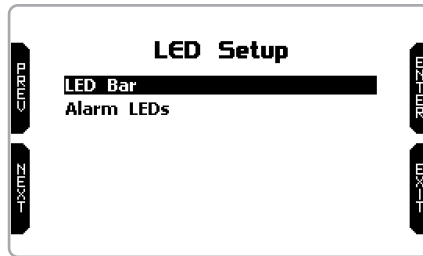 LED Setup
PREV
ENTER
LED Bar
Alarm LEDs
NEXT
EXIT